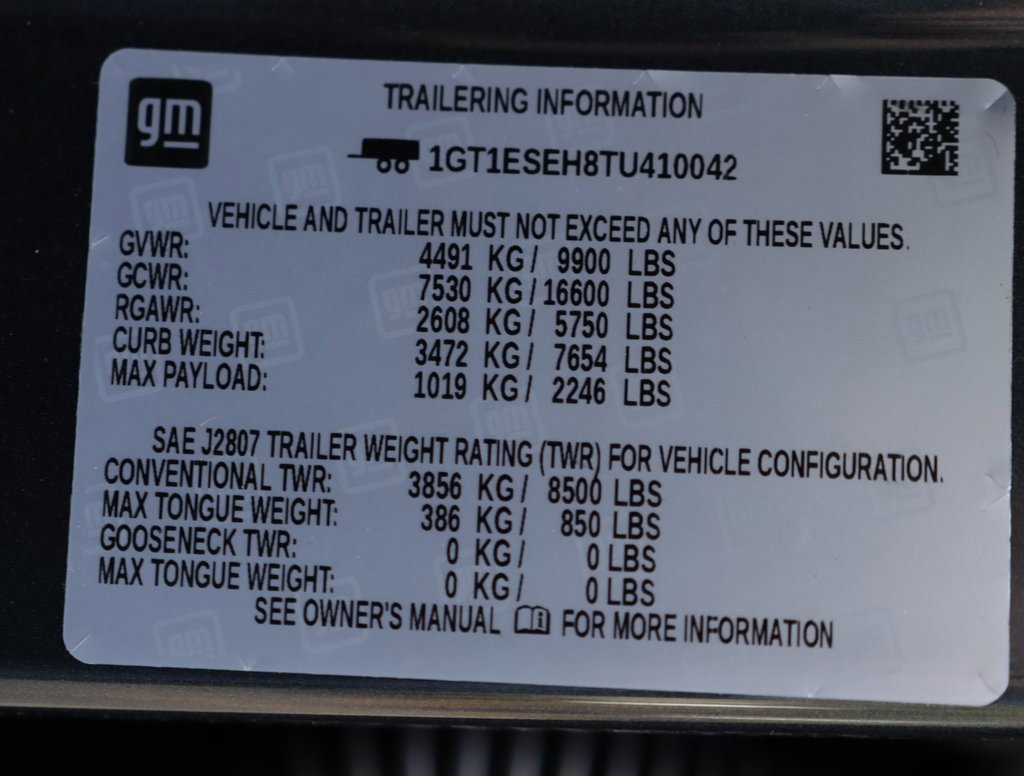 gm
TRAILERING INFORMATION
1GT1ESEH8TU410042
VEHICLE AND TRAILER MUST NOT EXCEED ANY OF THESE VALUES.
GVWR: 4491 KG/ 9900 LBS
GCWR: 7530 KG/16600 LBS
RGAWR: 2608 KG/ 5750 LBS
CURB WEIGHT: 3472 KG/ 7654 LBS
MAX PAYLOAD: 1019 KG/ 2246 LBS
SAE J2807 TRAILER WEIGHT RATING (TWR) FOR VEHICLE CONFIGURATION.
CONVENTIONAL TWR: 3856 KG/ 8500 LBS
MAX TONGUE WEIGHT: 386 KG/ 850 LBS
GOOSENECK TWR: 0 KG/ 0 LBS
MAX TONGUE WEIGHT: 0 KG/ 0 LBS
SEE OWNER'S MANUAL FOR MORE INFORMATION